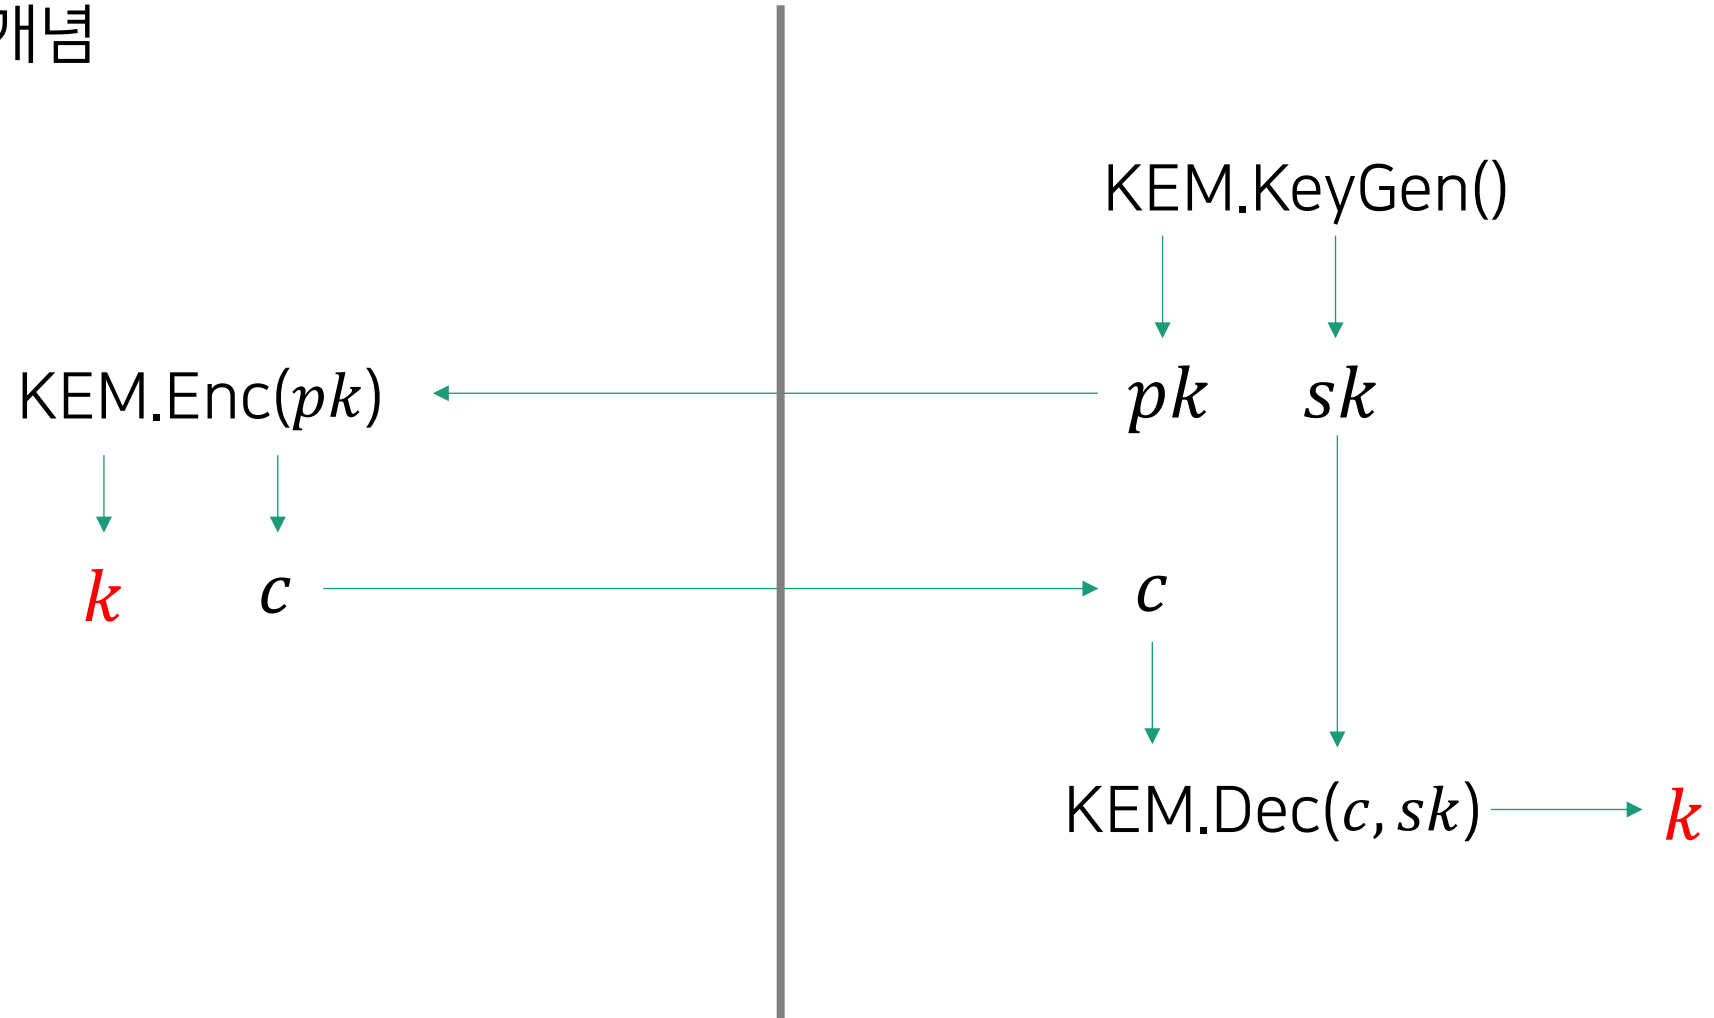 개념
KEM.KeyGen()
KEM.Enc(pk)
pk sk
k c
c
KEM.Dec(c, sk)
k